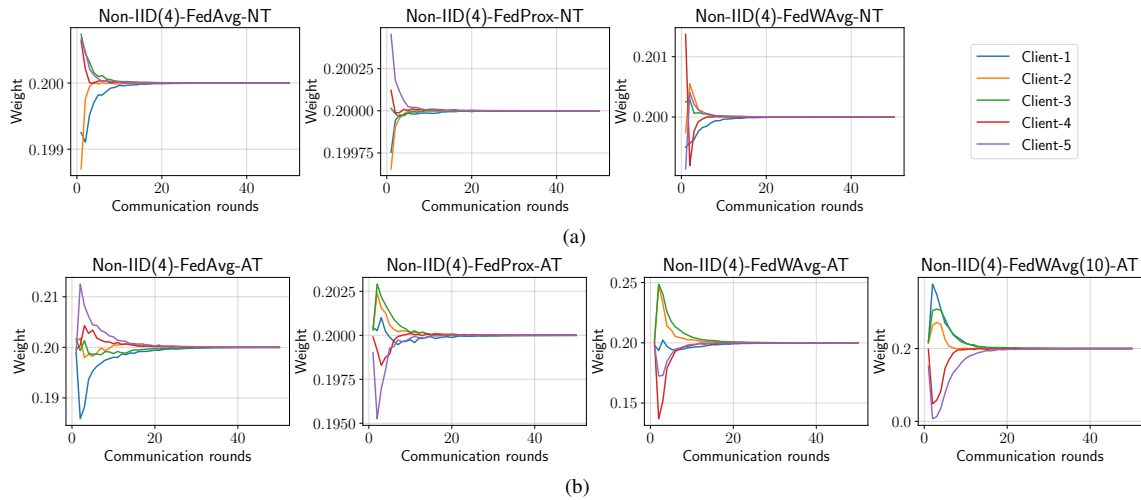 Non-IID(4)-FedAvg-NT
Weight
0.200
0.199
0
20
40
Communication rounds
Non-IID(4)-FedProx-NT
Weight
0.20025
0.20000
0.19975
0
20
40
Communication rounds
Non-IID(4)-FedWAvg-NT
Weight
0.201
0.200
0
20
40
Communication rounds
Client-1
Client-2
Client-3
Client-4
Client-5
(a)
Non-IID(4)-FedAvg-AT
Weight
0.21
0.20
0.19
0
20
40
Communication rounds
Non-IID(4)-FedProx-AT
Weight
0.2025
0.2000
0.1975
0.1950
0
20
40
Communication rounds
Non-IID(4)-FedWAvg-AT
Weight
0.25
0.20
0.15
0
20
40
Communication rounds
Non-IID(4)-FedWAvg(10)-AT
Weight
0.2
0.0
0
20
40
Communication rounds
(b)